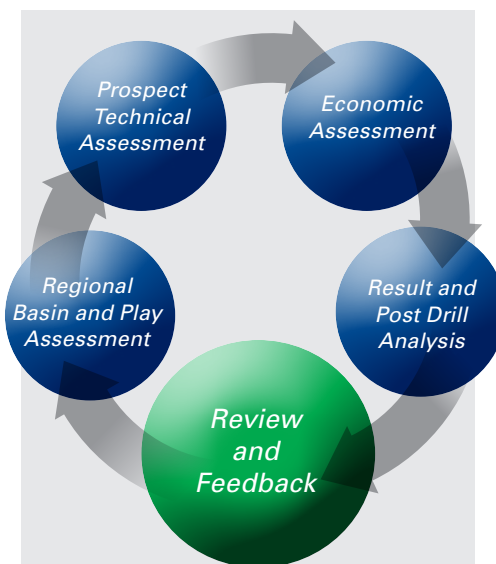 Prospect
Technical
Assessment
Economic
Assessment
Regional
Basin and Play
Assessment
Result and
Post Drill
Analysis
Review
and
Feedback